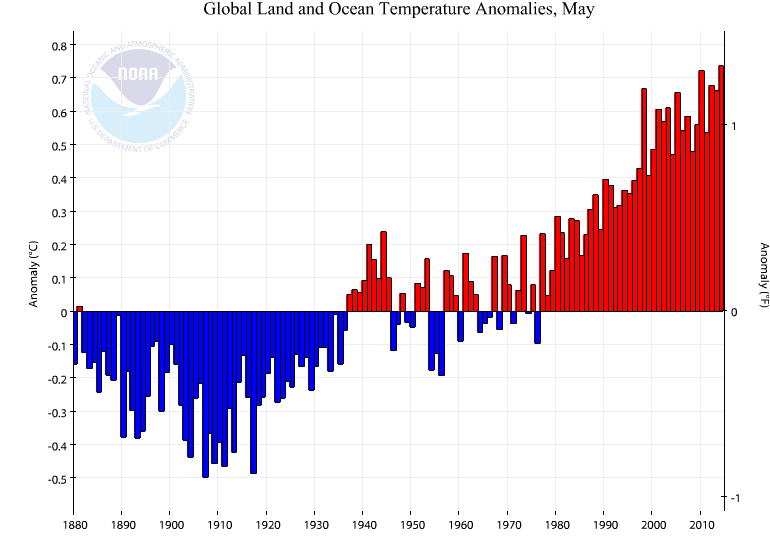 Global Land and Ocean Temperature Anomalies, May
NATIONAL OCEANIC AND ATMOSPHERIC ADMINISTRATION
NOAA
U.S. DEPARTMENT OF COMMERCE
Anomaly (°C)
0.8
0.7
0.6
0.5
0.4
0.3
0.2
0.1
0
-0.1
-0.2
-0.3
-0.4
-0.5
1
0
-1
Anomaly (°F)
1880 1890 1900 1910 1920 1930 1940 1950 1960 1970 1980 1990 2000 2010